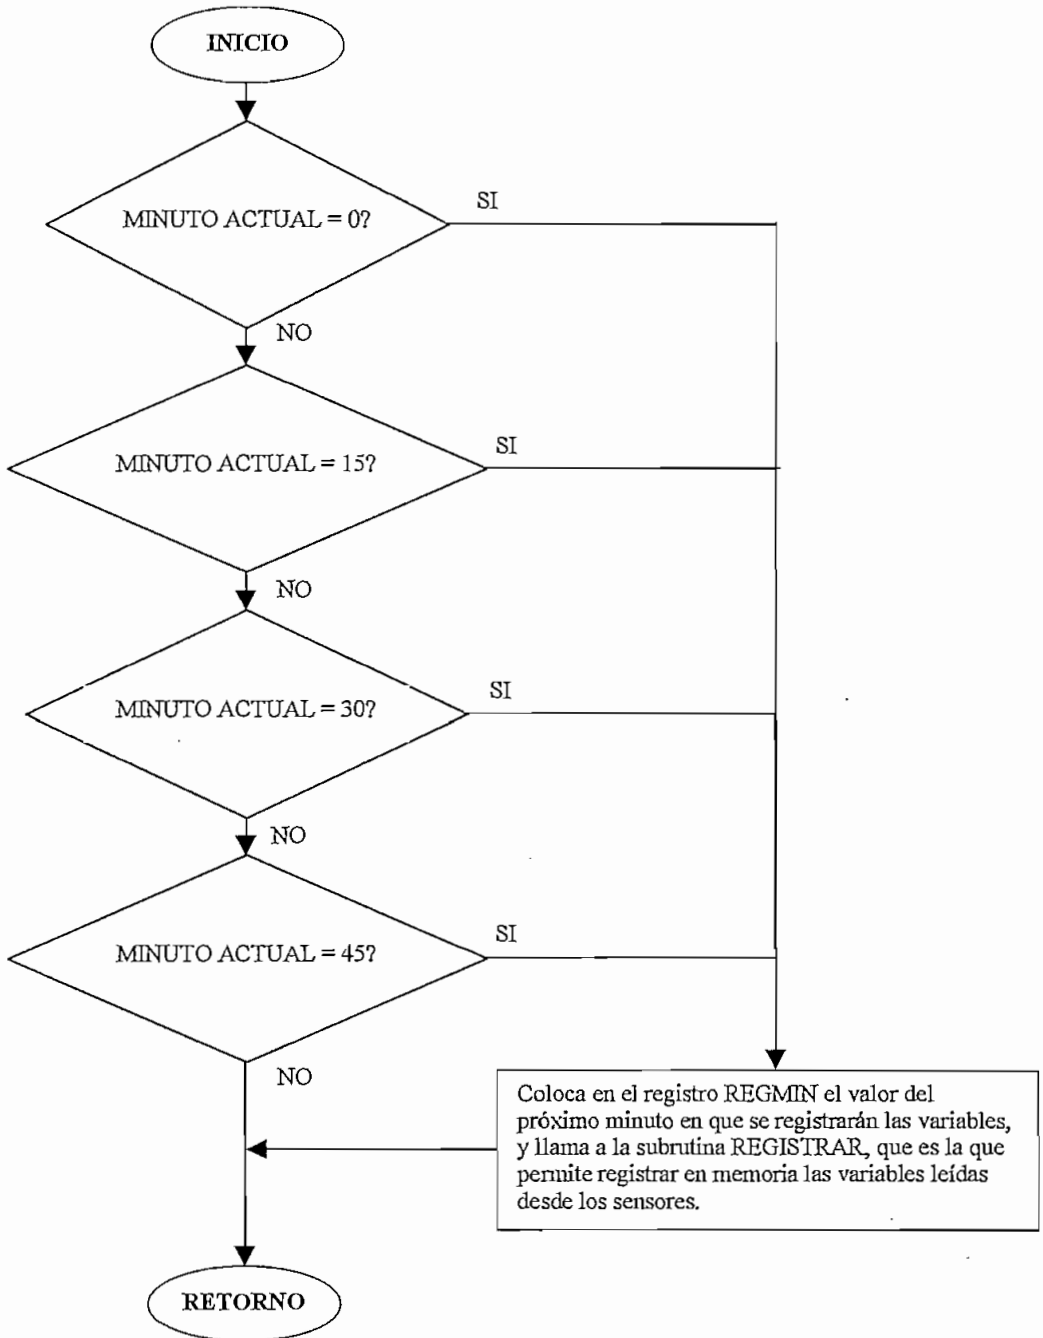 INICIO
MINUTO ACTUAL = 0?
SI
NO
MINUTO ACTUAL = 15?
SI
NO
MINUTO ACTUAL = 30?
SI
NO
MINUTO ACTUAL = 45?
SI
NO
Coloca en el registro REGMIN el valor del
próximo minuto en que se registrarán las variables,
y llama a la subrutina REGISTRAR, que es la que
permite registrar en memoria las variables leídas
desde los sensores.
RETORNO